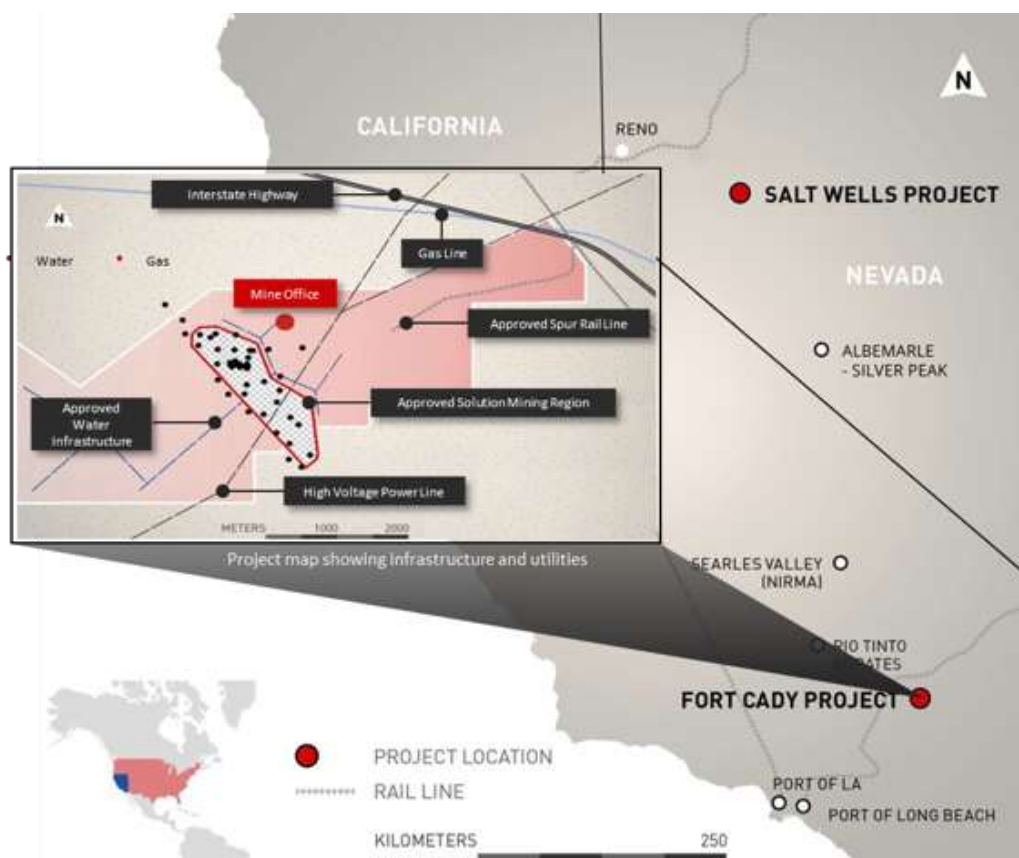 CALIFORNIA
N
RENO
SALT WELLS PROJECT
NEVADA
ALBEMARLE
- SILVER PEAK
Interstate Highway
N
Gas Line
Water
Gas
Mine Office
Approved Spur Rail Line
Approved Solution Mining Region
Approved
Water
Infrastructure
High Voltage Power Line
METERS 1000 2000
Project map showing infrastructure and utilities
SEARLES VALLEY
(NIRMA)
RIO TINTO
FORT CADY PROJECT
PROJECT LOCATION
RAIL LINE
PORT OF LA
PORT OF LONG BEACH
KILOMETERS 250